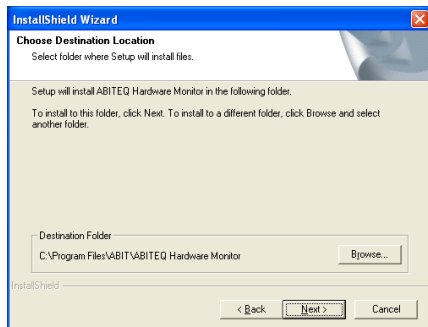 InstallShield Wizard
Choose Destination Location
Select folder where Setup will install files.
Setup will install ABITEQ Hardware Monitor in the following folder.
To install to this folder, click Next. To install to a different folder, click Browse and select
another folder.
Destination Folder
C:\Program Files\ABIT\ABITEQ Hardware Monitor
Browse...
InstallShield
< Back
Next >
Cancel